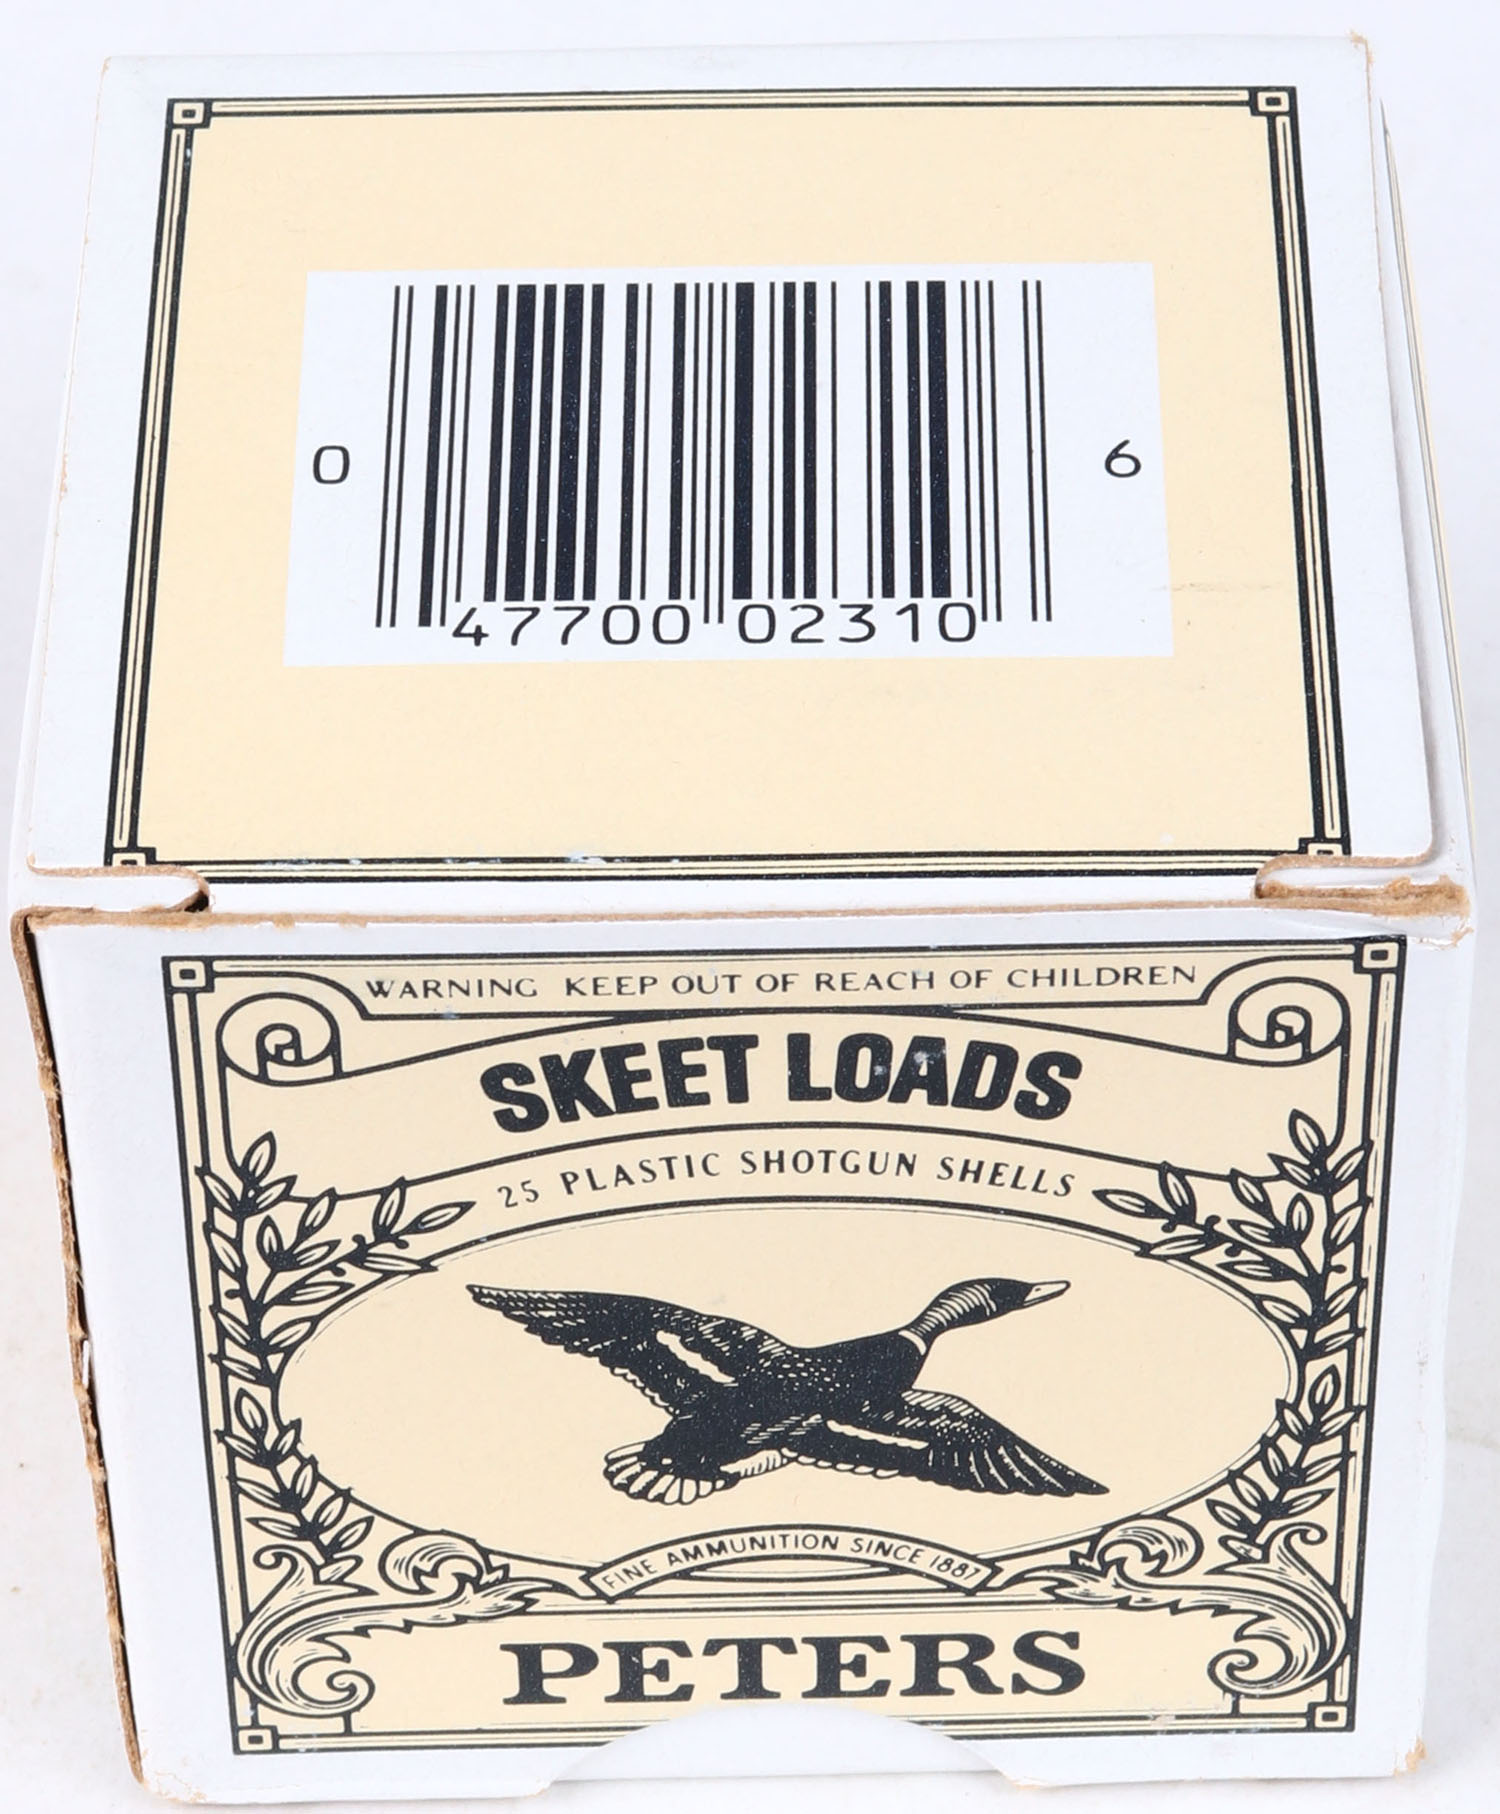 0 6
47700 02310
WARNING KEEP OUT OF REACH OF CHILDREN
SKEET LOADS
25 PLASTIC SHOTGUN SHELLS
FINE AMMUNITION SINCE 1887
PETERS